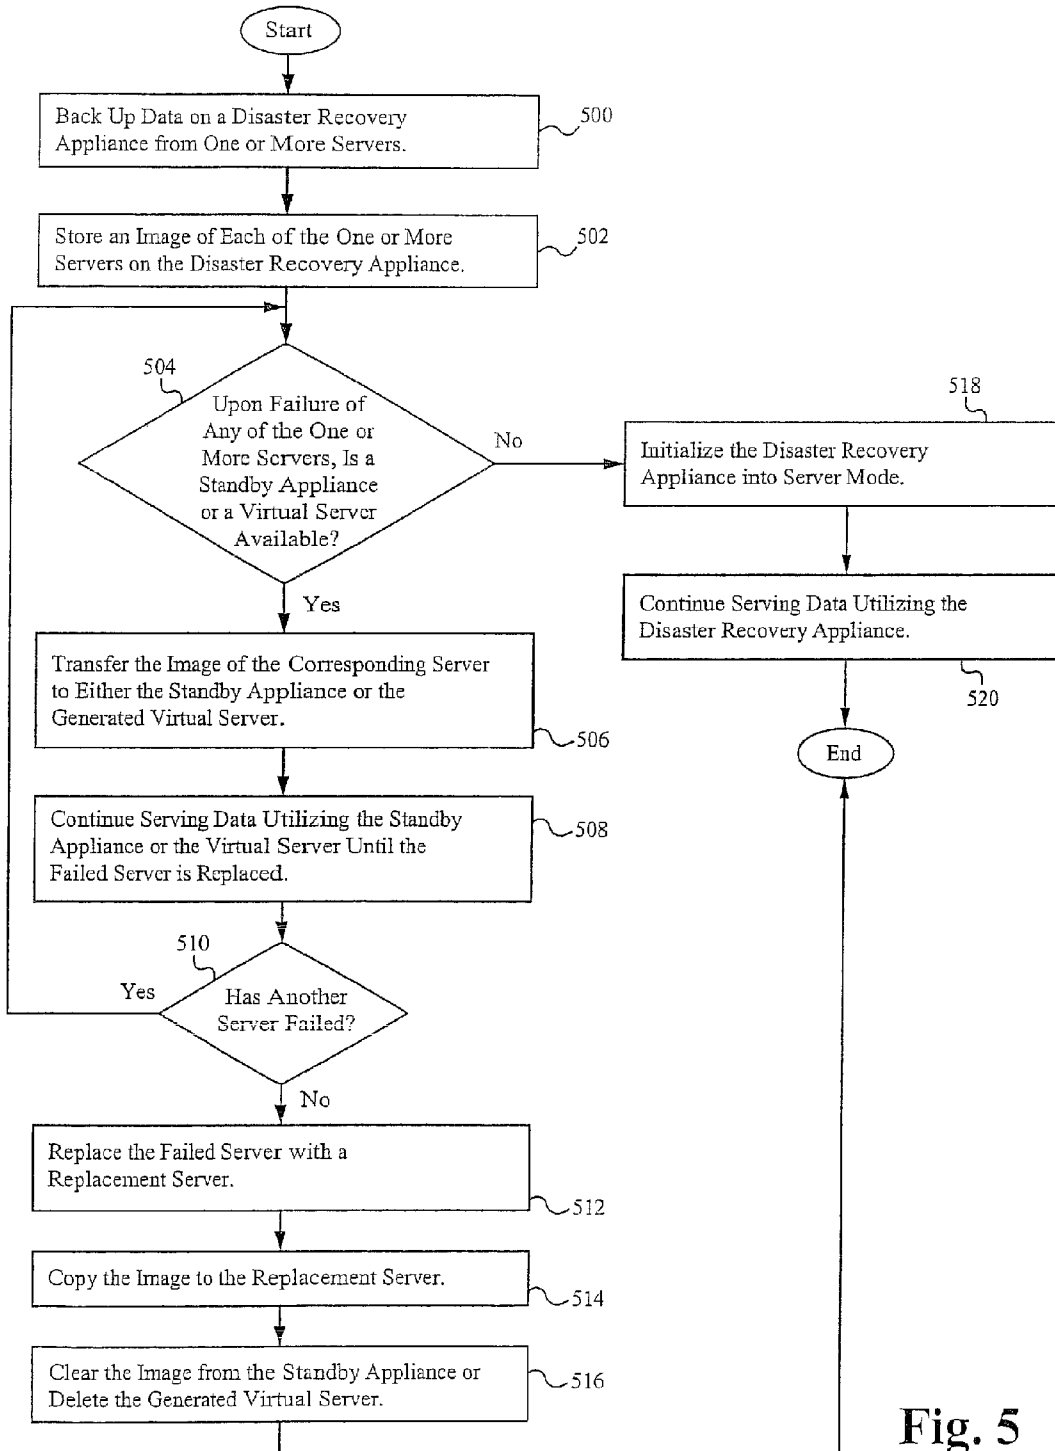 Start
Back Up Data on a Disaster Recovery
Appliance from One or More Servers.
500
Store an Image of Each of the One or More
Servers on the Disaster Recovery Appliance.
502
504
Upon Failure of
Any of the One or
More Servers, Is a
Standby Appliance
or a Virtual Server
Available?
No
Yes
518
Initialize the Disaster Recovery
Appliance into Server Mode.
Continue Serving Data Utilizing the
Disaster Recovery Appliance.
520
End
Transfer the Image of the Corresponding Server
to Either the Standby Appliance or the
Generated Virtual Server.
506
Continue Serving Data Utilizing the Standby
Appliance or the Virtual Server Until the
Failed Server is Replaced.
508
510
Yes
Has Another
Server Failed?
No
Replace the Failed Server with a
Replacement Server.
512
Copy the Image to the Replacement Server.
514
Clear the Image from the Standby Appliance or
Delete the Generated Virtual Server.
516
Fig. 5